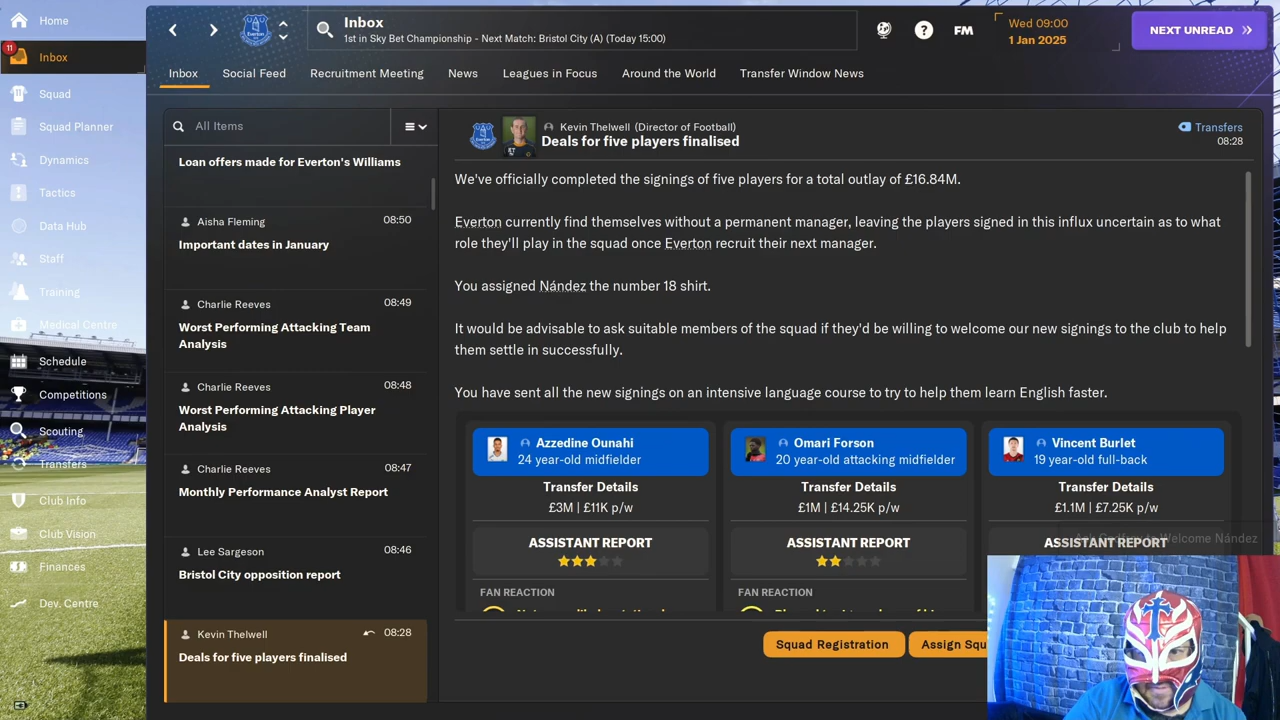 Home
11
Inbox
Squad
Squad Planner
Dynamics
Tactics
Data Hub
Staff
Training
Medical Centre
Schedule
Competitions
Scouting
Transfers
Club Info
Club Vision
Finances
Dev. Centre
Inbox
1st in Sky Bet Championship - Next Match: Bristol City (A) (Today 15:00)
?
FM
Wed 09:00
1 Jan 2025
NEXT UNREAD
Inbox
Social Feed
Recruitment Meeting
News
Leagues in Focus
Around the World
Transfer Window News
All Items
Loan offers made for Everton's Williams
Aisha Fleming 08:50
Important dates in January
Charlie Reeves 08:49
Worst Performing Attacking Team
Analysis
Charlie Reeves 08:48
Worst Performing Attacking Player
Analysis
Charlie Reeves 08:47
Monthly Performance Analyst Report
Lee Sargeson 08:46
Bristol City opposition report
Kevin Thelwell 08:28
Deals for five players finalised
Kevin Thelwell (Director of Football)
Deals for five players finalised
Transfers
08:28
We've officially completed the signings of five players for a total outlay of £16.84M.
Everton currently find themselves without a permanent manager, leaving the players signed in this influx uncertain as to what
role they'll play in the squad once Everton recruit their next manager.
You assigned Nández the number 18 shirt.
It would be advisable to ask suitable members of the squad if they'd be willing to welcome our new signings to the club to help
them settle in successfully.
You have sent all the new signings on an intensive language course to try to help them learn English faster.
Azzedine Ounahi
24 year-old midfielder
Transfer Details
£3M | £11K p/w
ASSISTANT REPORT
FAN REACTION
Omari Forson
20 year-old attacking midfielder
Transfer Details
£1M | £14.25K p/w
ASSISTANT REPORT
FAN REACTION
Vincent Burlet
19 year-old full-back
Transfer Details
£1.1M | £7.25K p/w
ASSISTANT REPORT
Welcome Nández
Squad Registration
Assign Squ